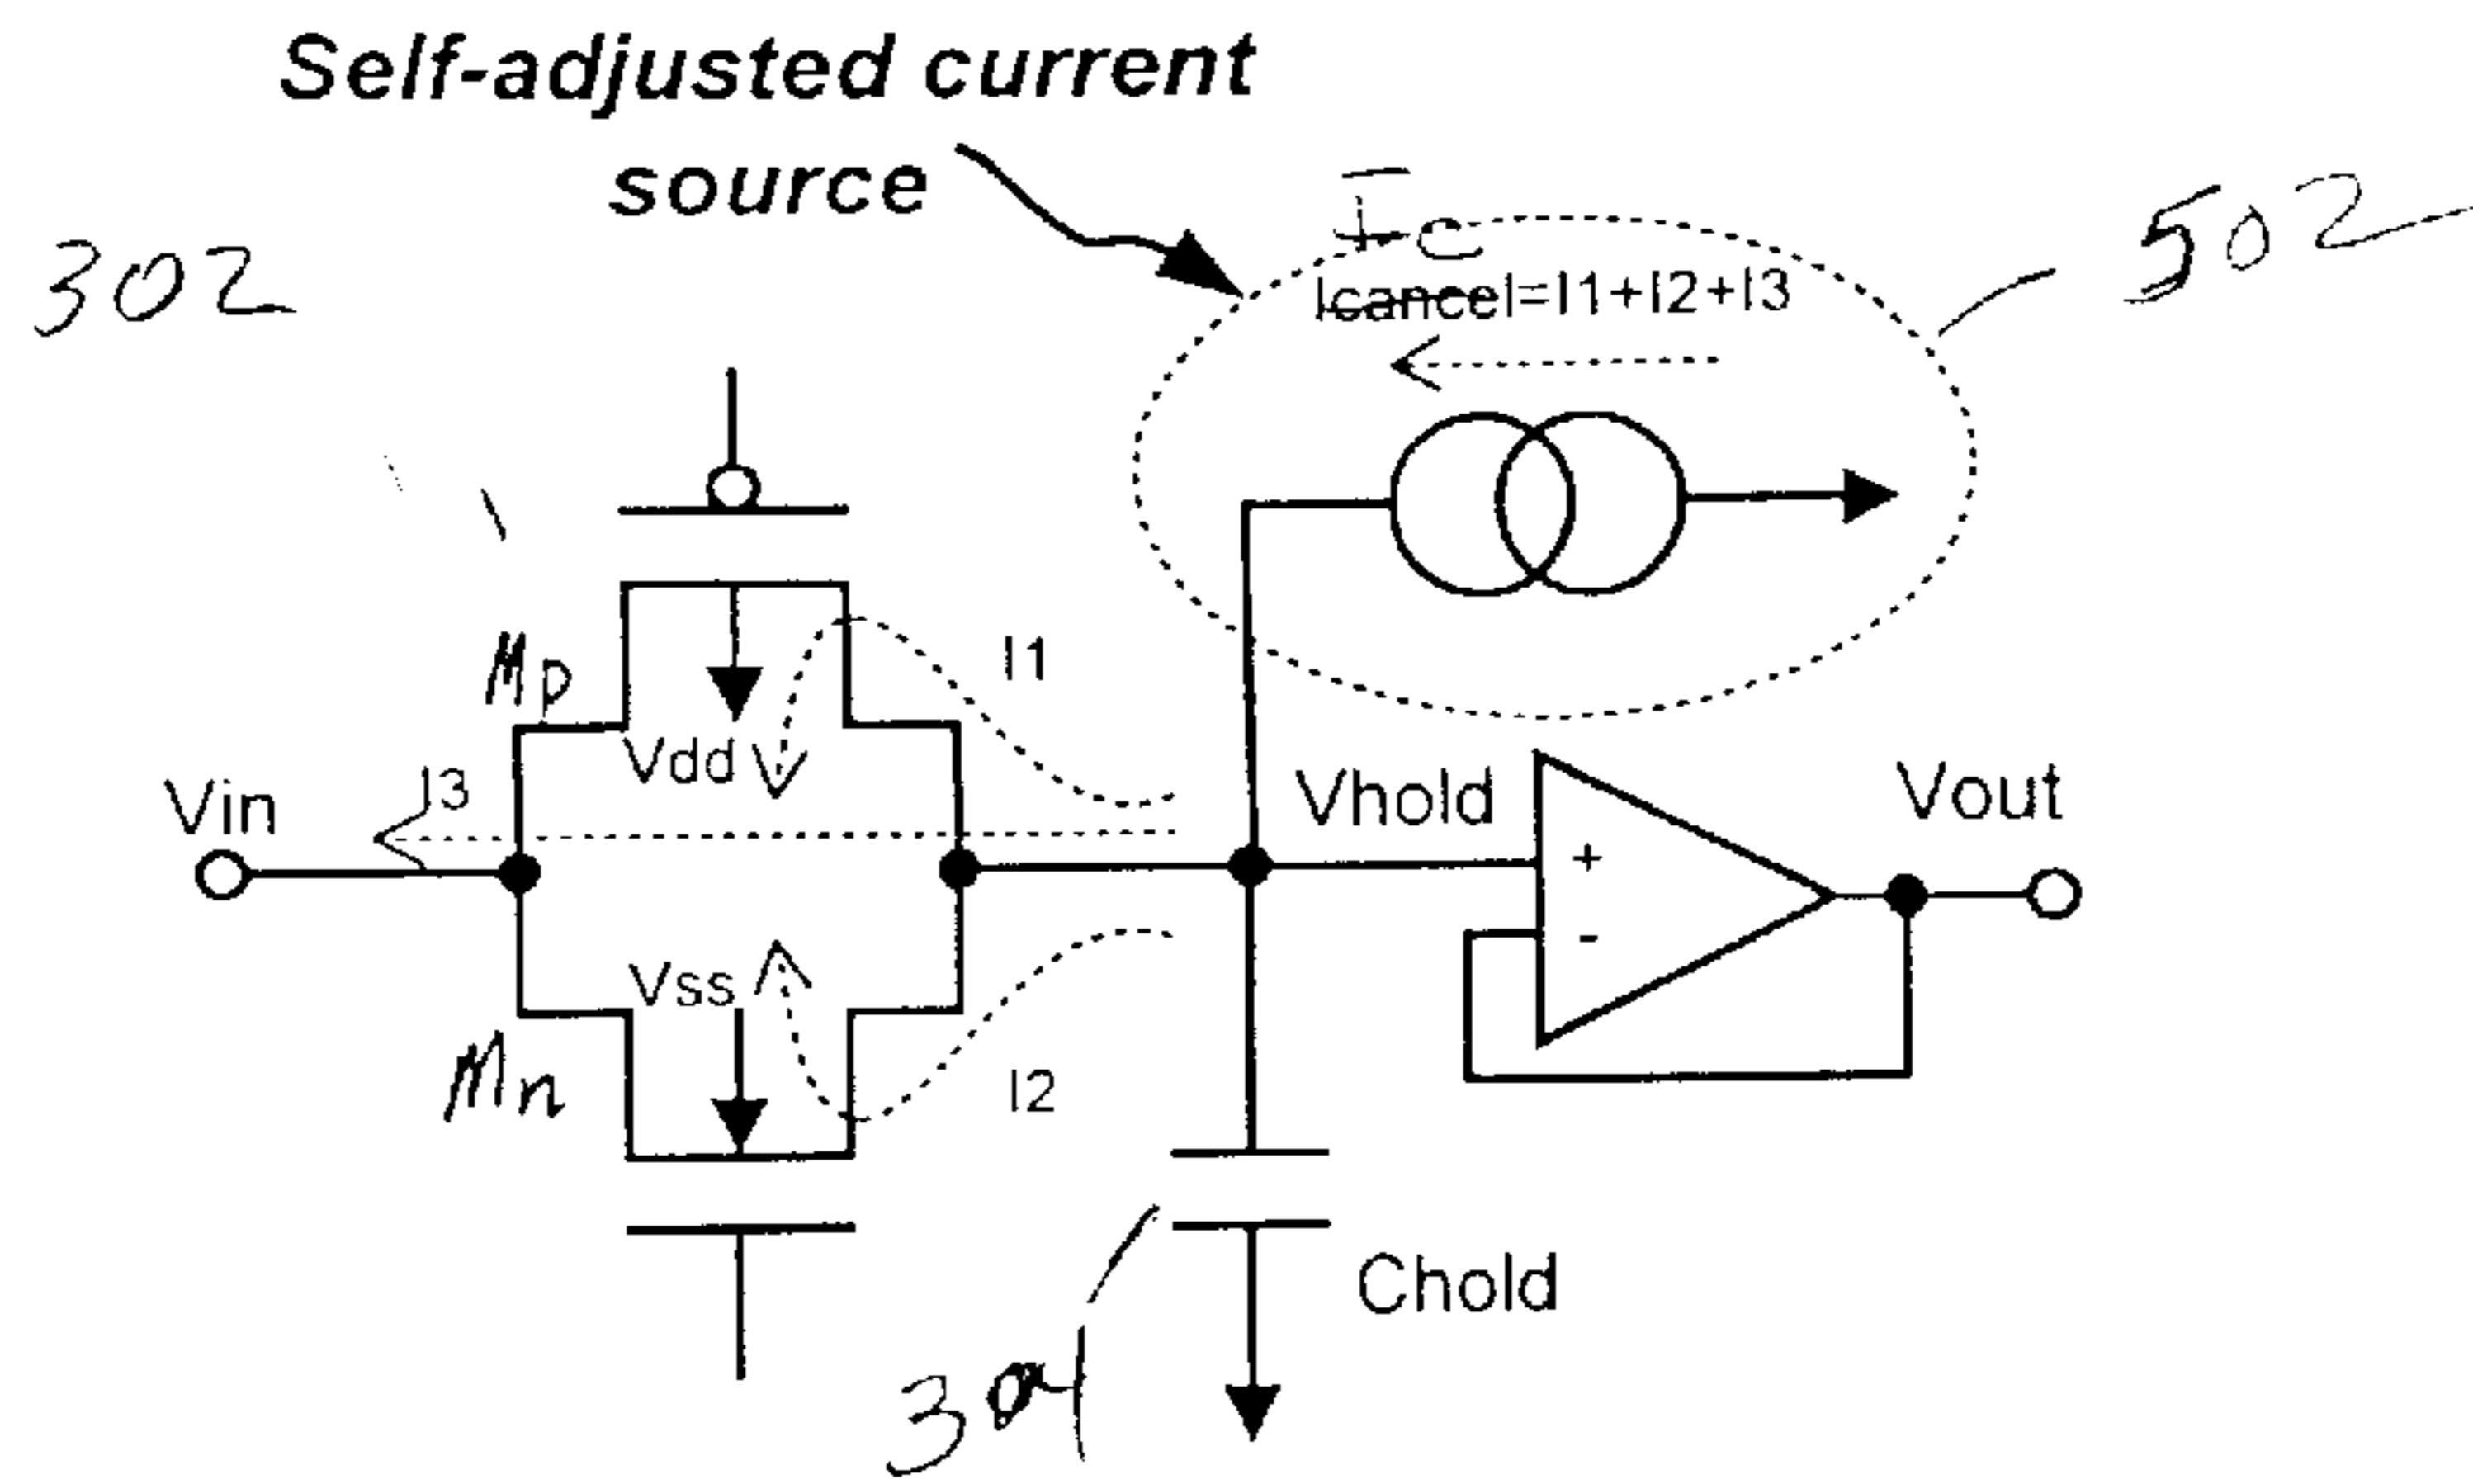 Self-adjusted current
source
302
Ic
502
Icancel=I1+I2+I3
Mp
I1
Vdd
I3
Vin
Vhold
Vout
+
-
Vss
Mn
I2
Chold
304